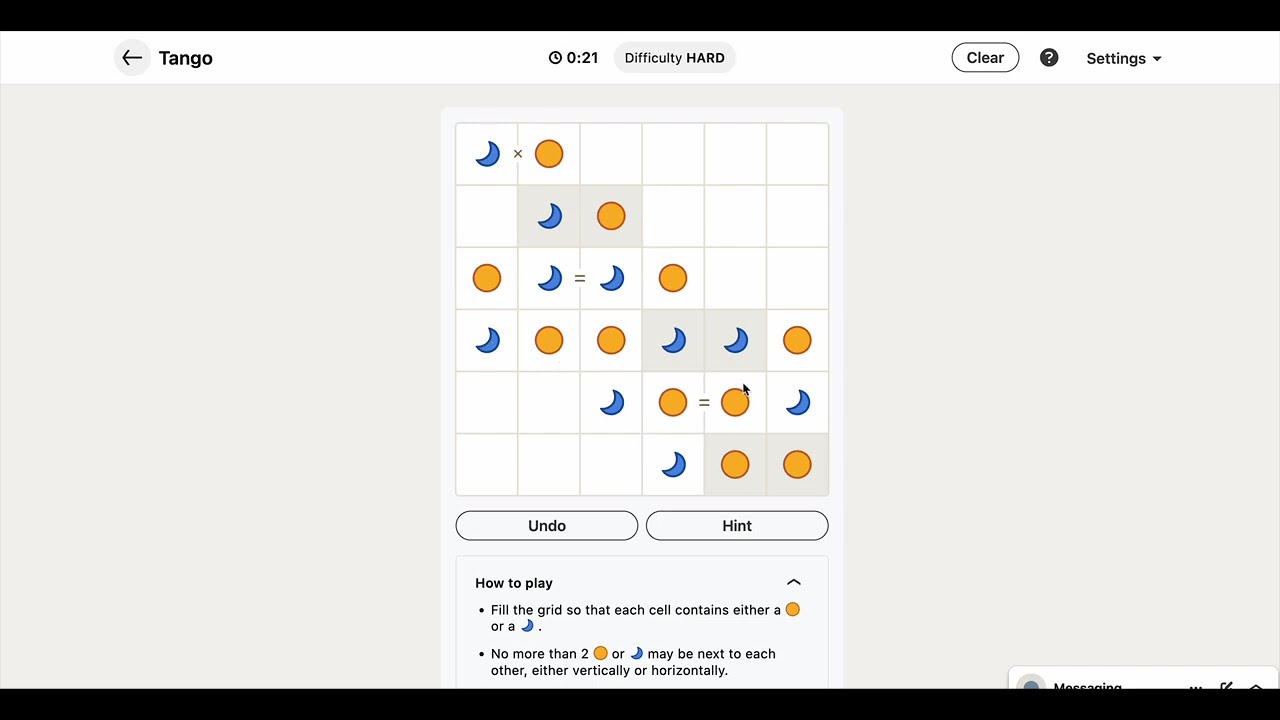 Tango
0:21
Difficulty HARD
Clear
?
Settings
×
=
=
Undo
Hint
How to play
• Fill the grid so that each cell contains either a
or a .
• No more than 2 or may be next to each
other, either vertically or horizontally.
Messaging